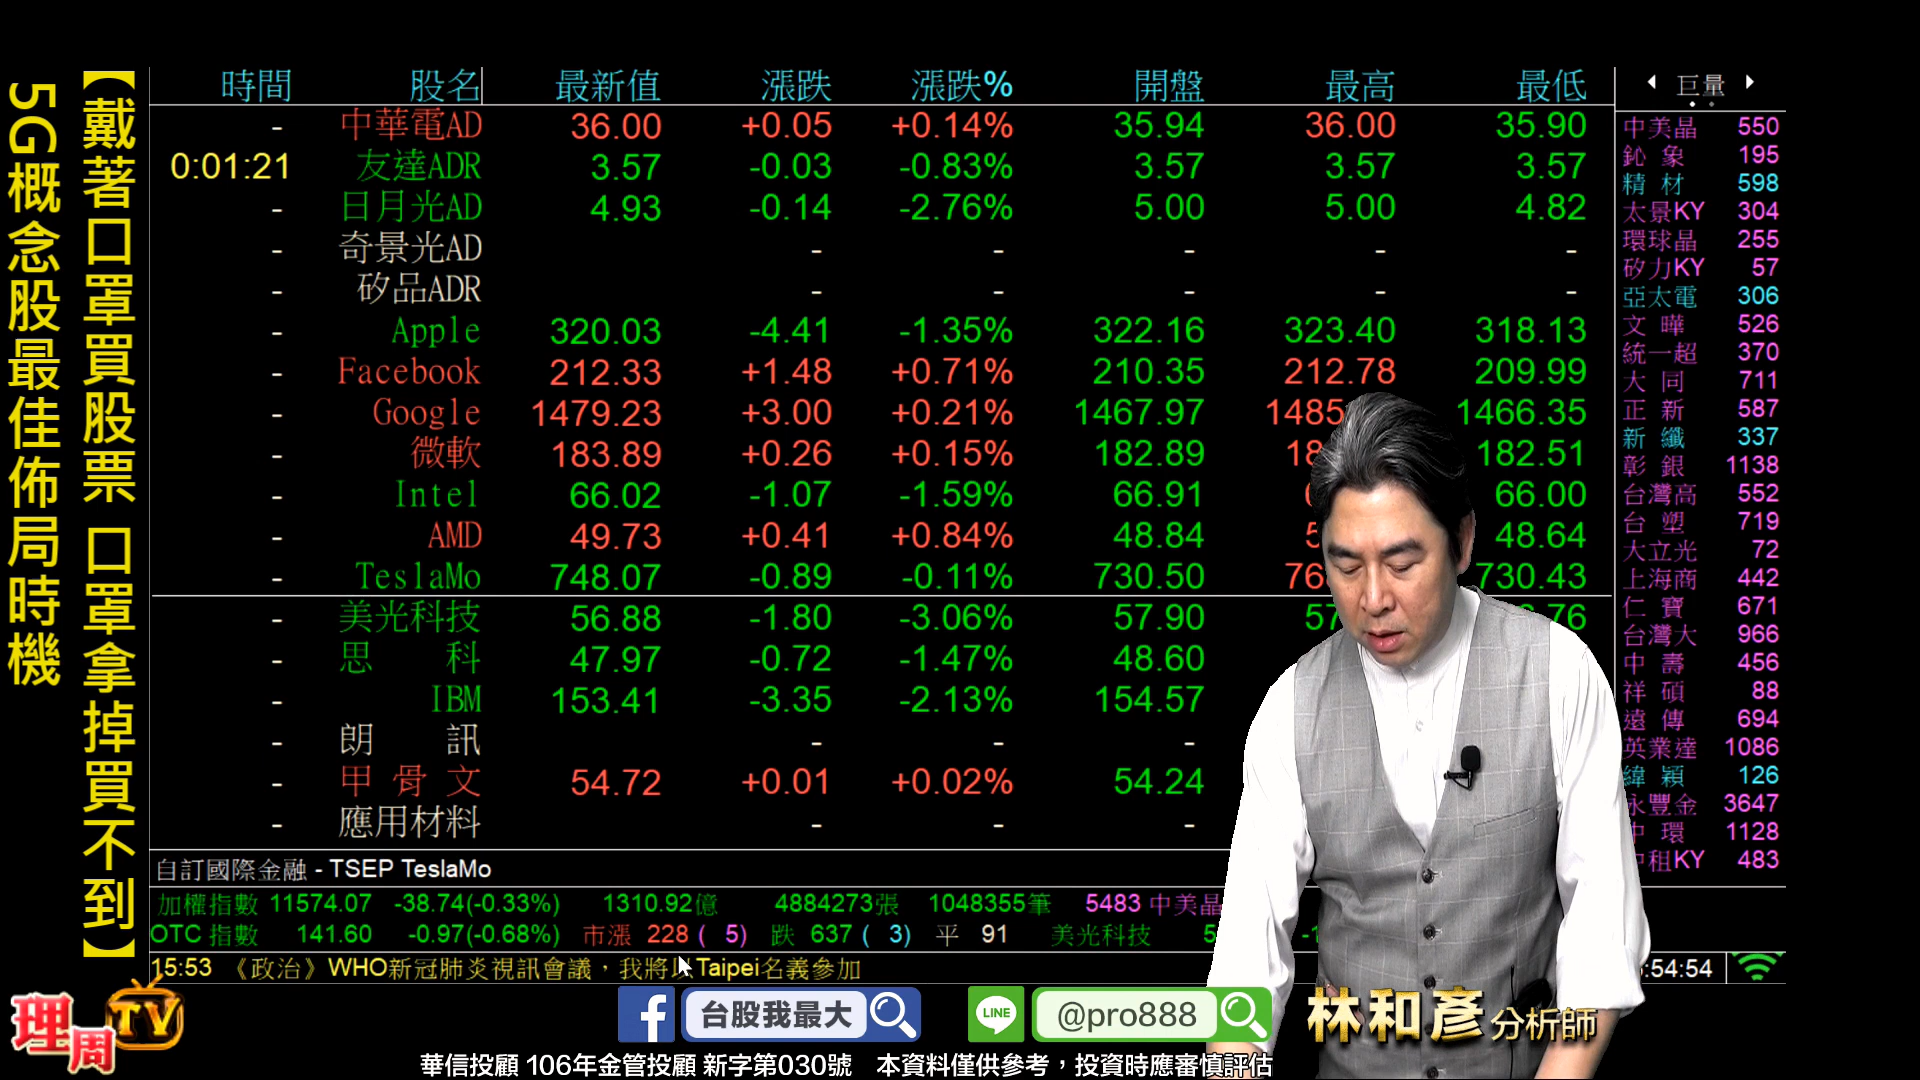 【戴著口罩買股票 口罩拿掉買不到】
5G概念股最佳佈局時機
時間 股名 最新值 漲跌 漲跌% 開盤 最高 最低
- 中華電AD 36.00 +0.05 +0.14% 35.94 36.00 35.90
0:01:21 友達ADR 3.57 -0.03 -0.83% 3.57 3.57 3.57
- 日月光AD 4.93 -0.14 -2.76% 5.00 5.00 4.82
- 奇景光AD - - - - -
- 矽品ADR - - - - -
- Apple 320.03 -4.41 -1.35% 322.16 323.40 318.13
- Facebook 212.33 +1.48 +0.71% 210.35 212.78 209.99
- Google 1479.23 +3.00 +0.21% 1467.97 1485 1466.35
- 微軟 183.89 +0.26 +0.15% 182.89 18 182.51
- Intel 66.02 -1.07 -1.59% 66.91 66.00
- AMD 49.73 +0.41 +0.84% 48.84 5 48.64
- TeslaMo 748.07 -0.89 -0.11% 730.50 76 730.43
- 美光科技 56.88 -1.80 -3.06% 57.90 57 .76
- 思科 47.97 -0.72 -1.47% 48.60
- IBM 153.41 -3.35 -2.13% 154.57
- 朗訊 - - -
- 甲骨文 54.72 +0.01 +0.02% 54.24
- 應用材料 - - -
巨量
中美晶 550
鈊象 195
精材 598
太景KY 304
環球晶 255
矽力KY 57
亞太電 306
文曄 526
統一超 370
大同 711
正新 587
新纖 337
彰銀 1138
台灣高 552
台塑 719
大立光 72
上海商 442
仁寶 671
台灣大 966
中壽 456
祥碩 88
遠傳 694
英業達 1086
緯穎 126
永豐金 3647
中環 1128
中租KY 483
自訂國際金融 - TSEP TeslaMo
加權指數 11574.07 -38.74(-0.33%) 1310.92億 4884273張 1048355筆 5483 中美晶
OTC 指數 141.60 -0.97(-0.68%) 市漲 228 ( 5) 跌 637 ( 3) 平 91 美光科技 5 -1
15:53 《政治》WHO新冠肺炎視訊會議，我將以Taipei名義參加 :54:54
理周TV
台股我最大
LINE @pro888
林和彥 分析師
華信投顧 106年金管投顧 新字第030號 本資料僅供參考，投資時應審慎評估